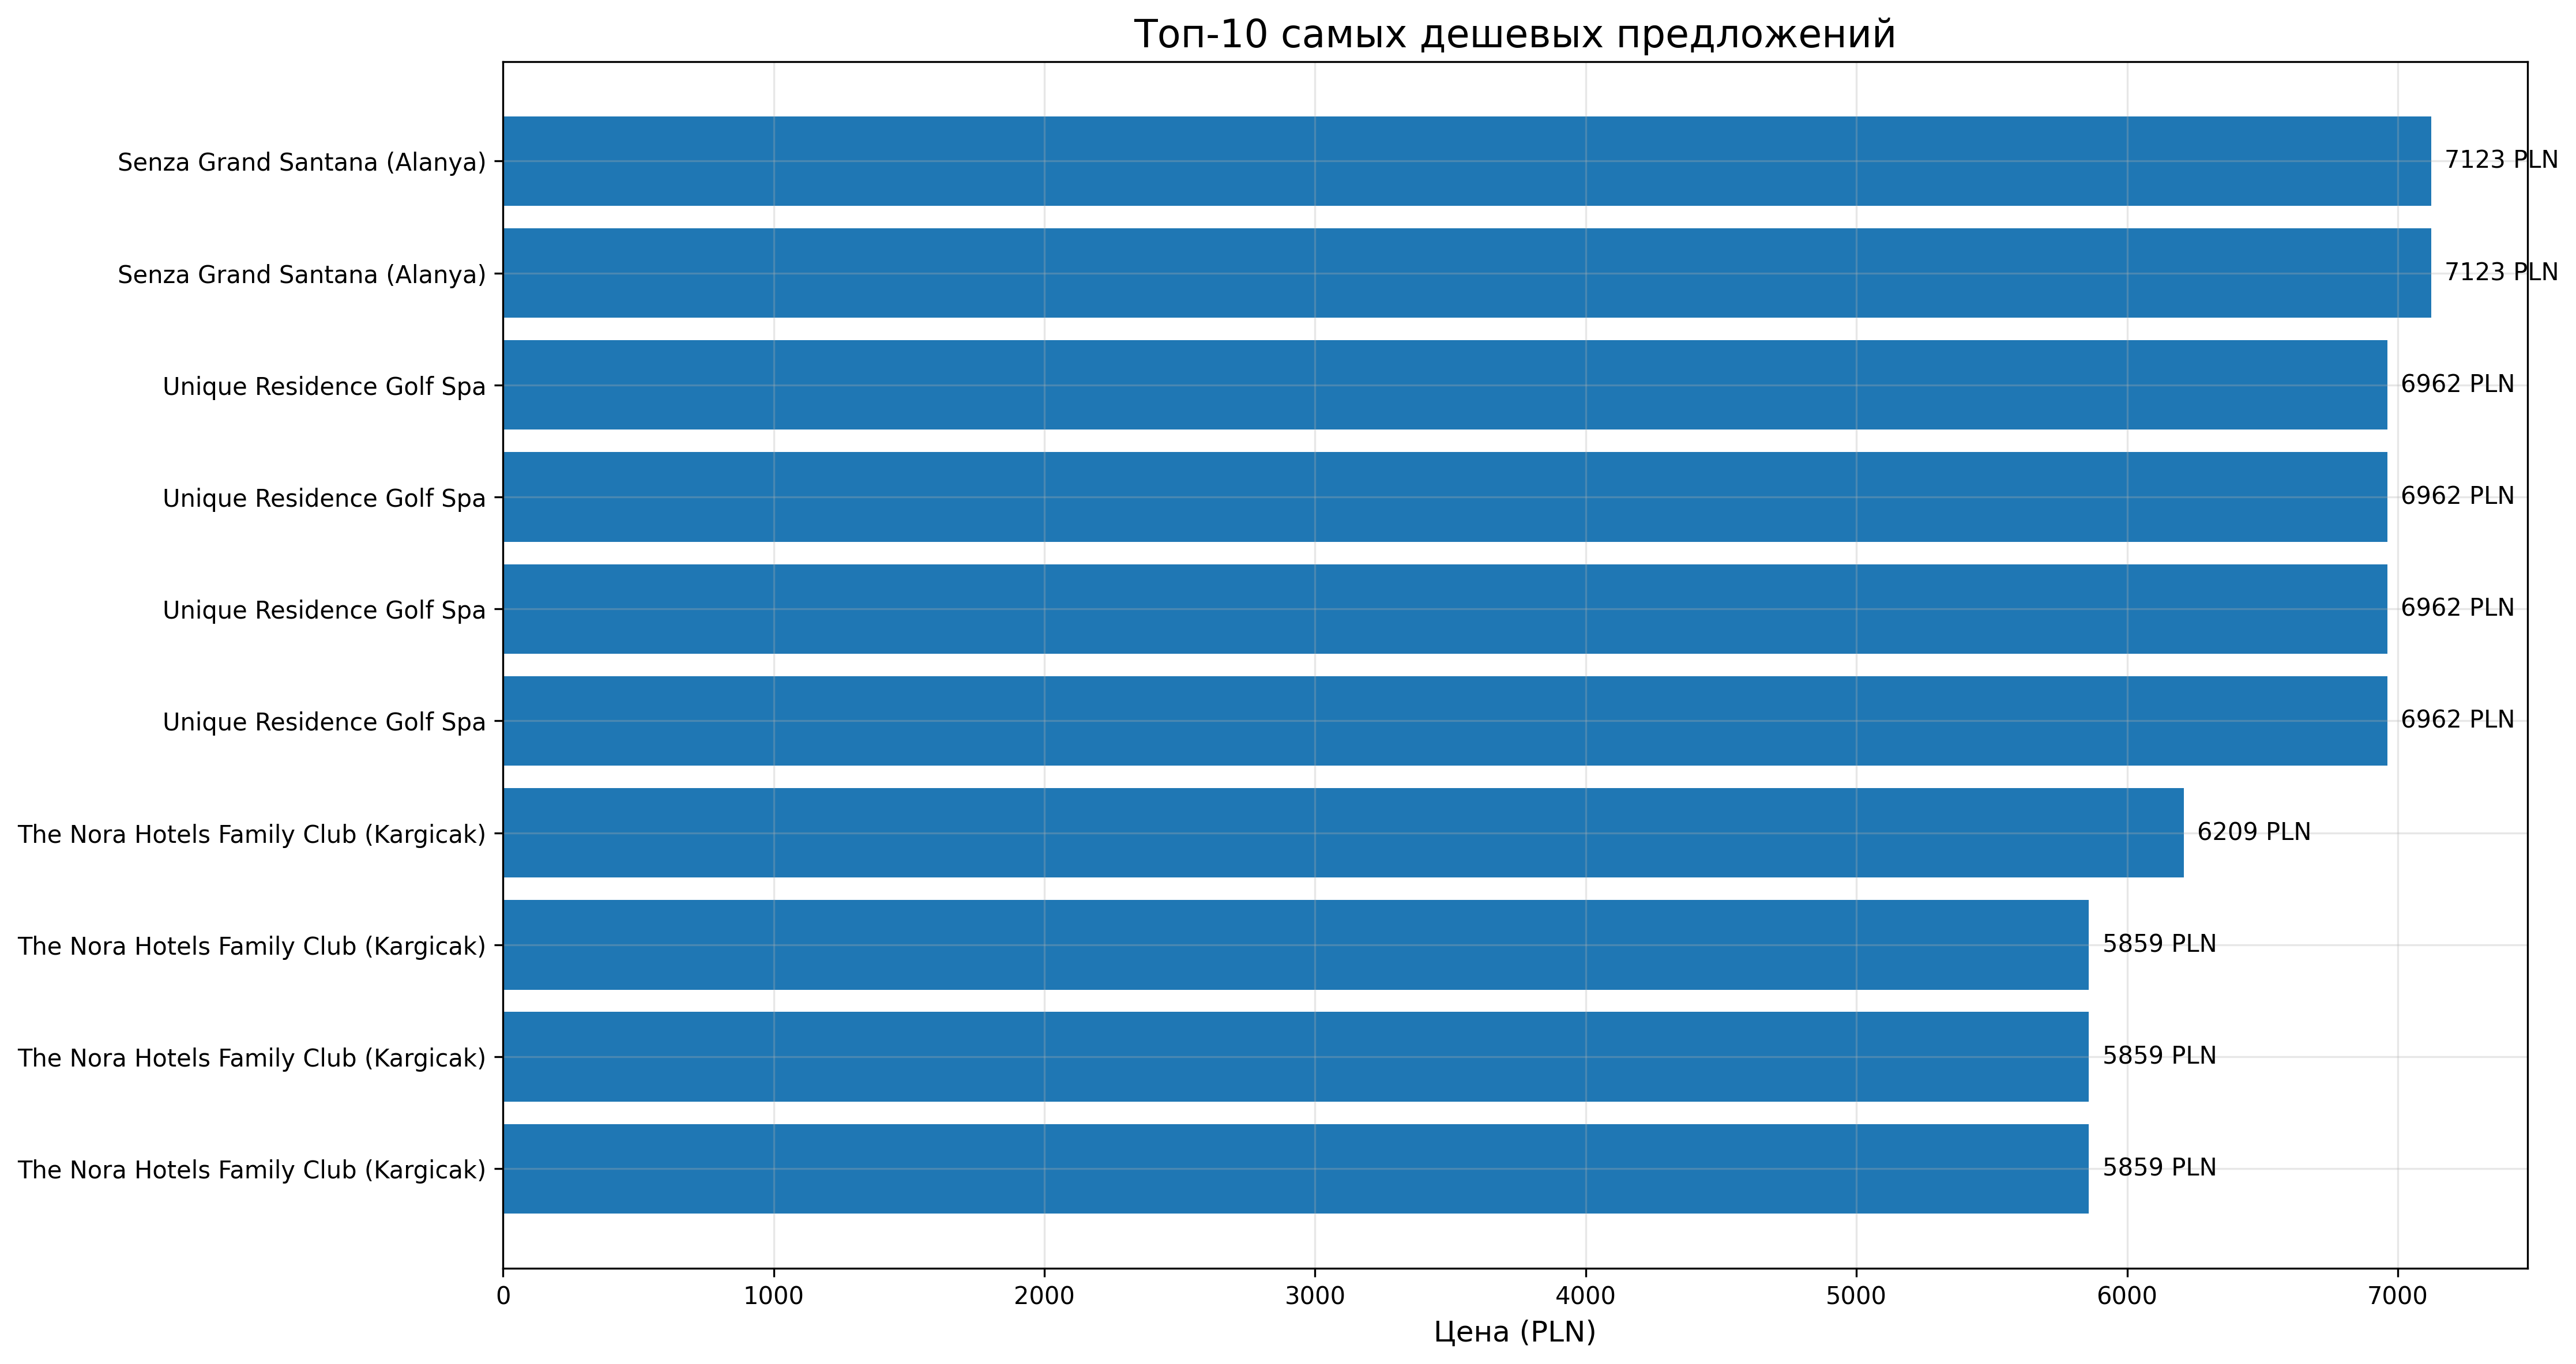 Топ-10 самых дешевых предложений
Senza Grand Santana (Alanya) 7123 PLN
Senza Grand Santana (Alanya) 7123 PLN
Unique Residence Golf Spa 6962 PLN
Unique Residence Golf Spa 6962 PLN
Unique Residence Golf Spa 6962 PLN
Unique Residence Golf Spa 6962 PLN
The Nora Hotels Family Club (Kargicak) 6209 PLN
The Nora Hotels Family Club (Kargicak) 5859 PLN
The Nora Hotels Family Club (Kargicak) 5859 PLN
The Nora Hotels Family Club (Kargicak) 5859 PLN
0 1000 2000 3000 4000 5000 6000 7000
Цена (PLN)